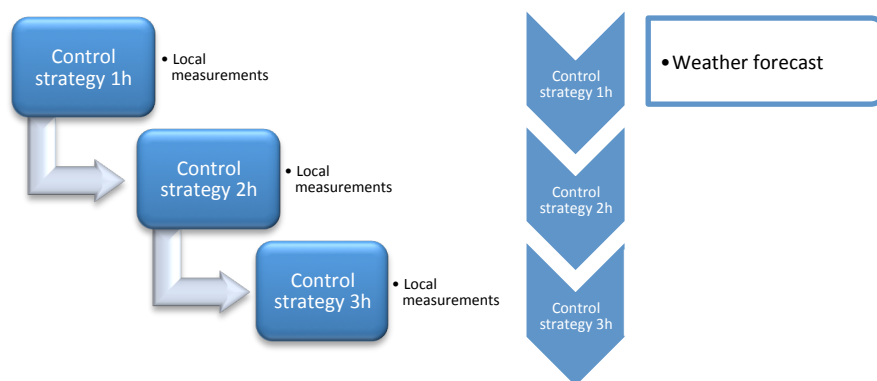 Control
strategy 1h
• Local
measurements
Control
strategy 2h
• Local
measurements
Control
strategy 3h
• Local
measurements
Control
strategy 1h
• Weather forecast
Control
strategy 2h
Control
strategy 3h